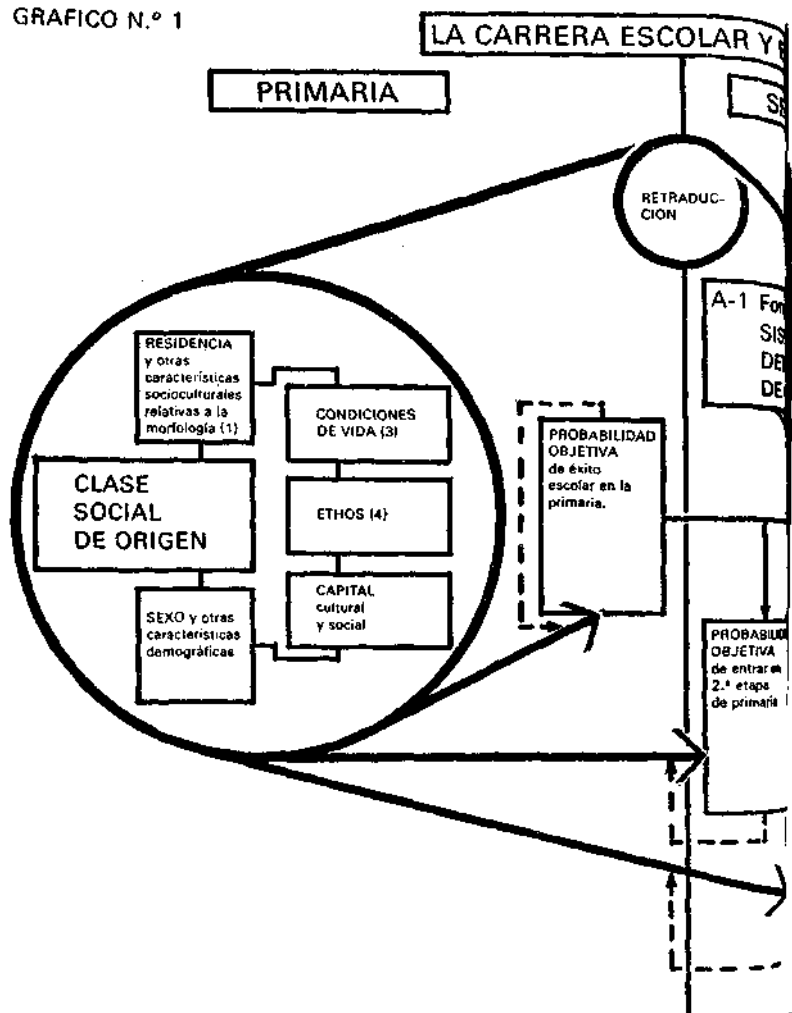 GRAFICO N.º 1
LA CARRERA ESCOLAR Y
PRIMARIA
RETRADUC-
CION
A-1
RESIDENCIA
y otras
características
socioculturales
relativas a la
morfología (1)
CONDICIONES
DE VIDA (3)
CLASE
SOCIAL
DE ORIGEN
ETHOS (4)
SEXO y otras
característicás
demográficas
CAPITAL
cultural
y social
PROBABILIDAD
OBJETIVA
de éxito
escolar en la
primaria.
OBJETIVA
de entrar
2.ª etapa
de primaria